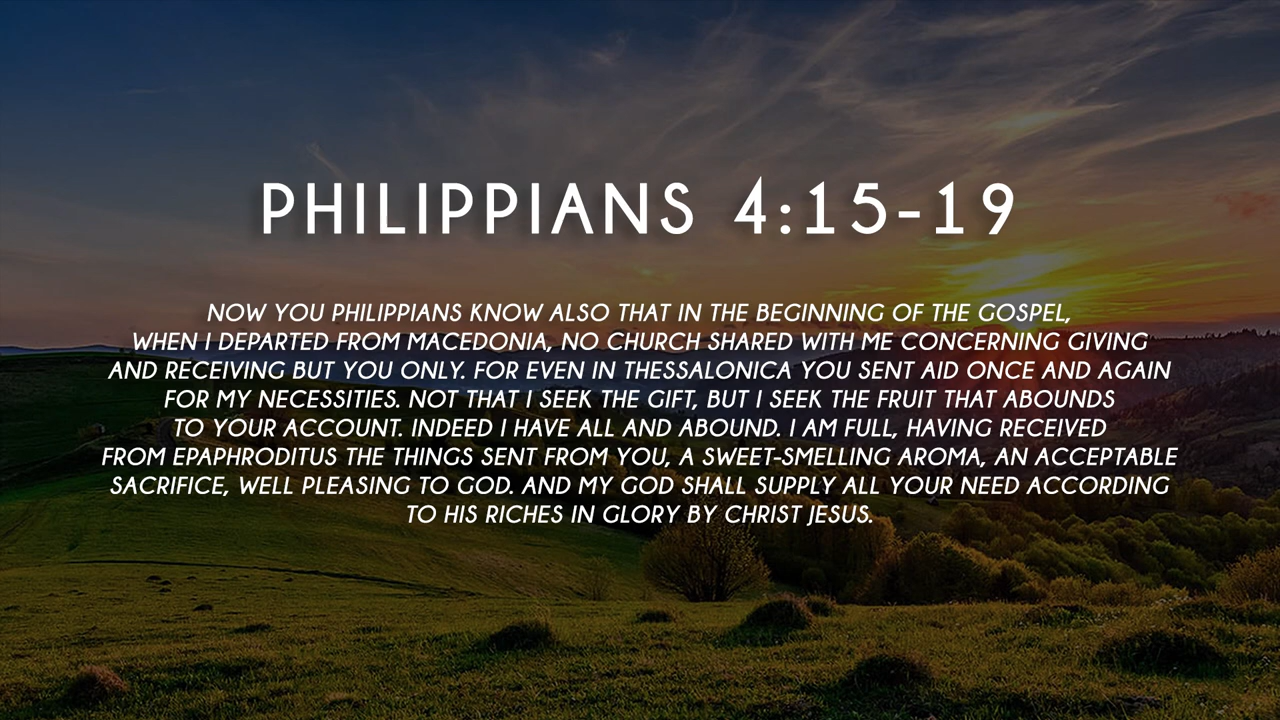 PHILIPPIANS 4:15-19
NOW YOU PHILIPPIANS KNOW ALSO THAT IN THE BEGINNING OF THE GOSPEL,
WHEN I DEPARTED FROM MACEDONIA, NO CHURCH SHARED WITH ME CONCERNING GIVING
AND RECEIVING BUT YOU ONLY. FOR EVEN IN THESSALONICA YOU SENT AID ONCE AND AGAIN
FOR MY NECESSITIES. NOT THAT I SEEK THE GIFT, BUT I SEEK THE FRUIT THAT ABOUNDS
TO YOUR ACCOUNT. INDEED I HAVE ALL AND ABOUND. I AM FULL, HAVING RECEIVED
FROM EPAPHRODITUS THE THINGS SENT FROM YOU, A SWEET-SMELLING AROMA, AN ACCEPTABLE
SACRIFICE, WELL PLEASING TO GOD. AND MY GOD SHALL SUPPLY ALL YOUR NEED ACCORDING
TO HIS RICHES IN GLORY BY CHRIST JESUS.